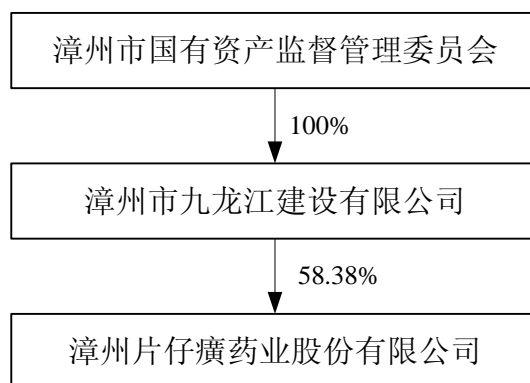 漳州市国有资产监督管理委员会
100%
漳州市九龙江建设有限公司
58.38%
漳州片仔癀药业股份有限公司